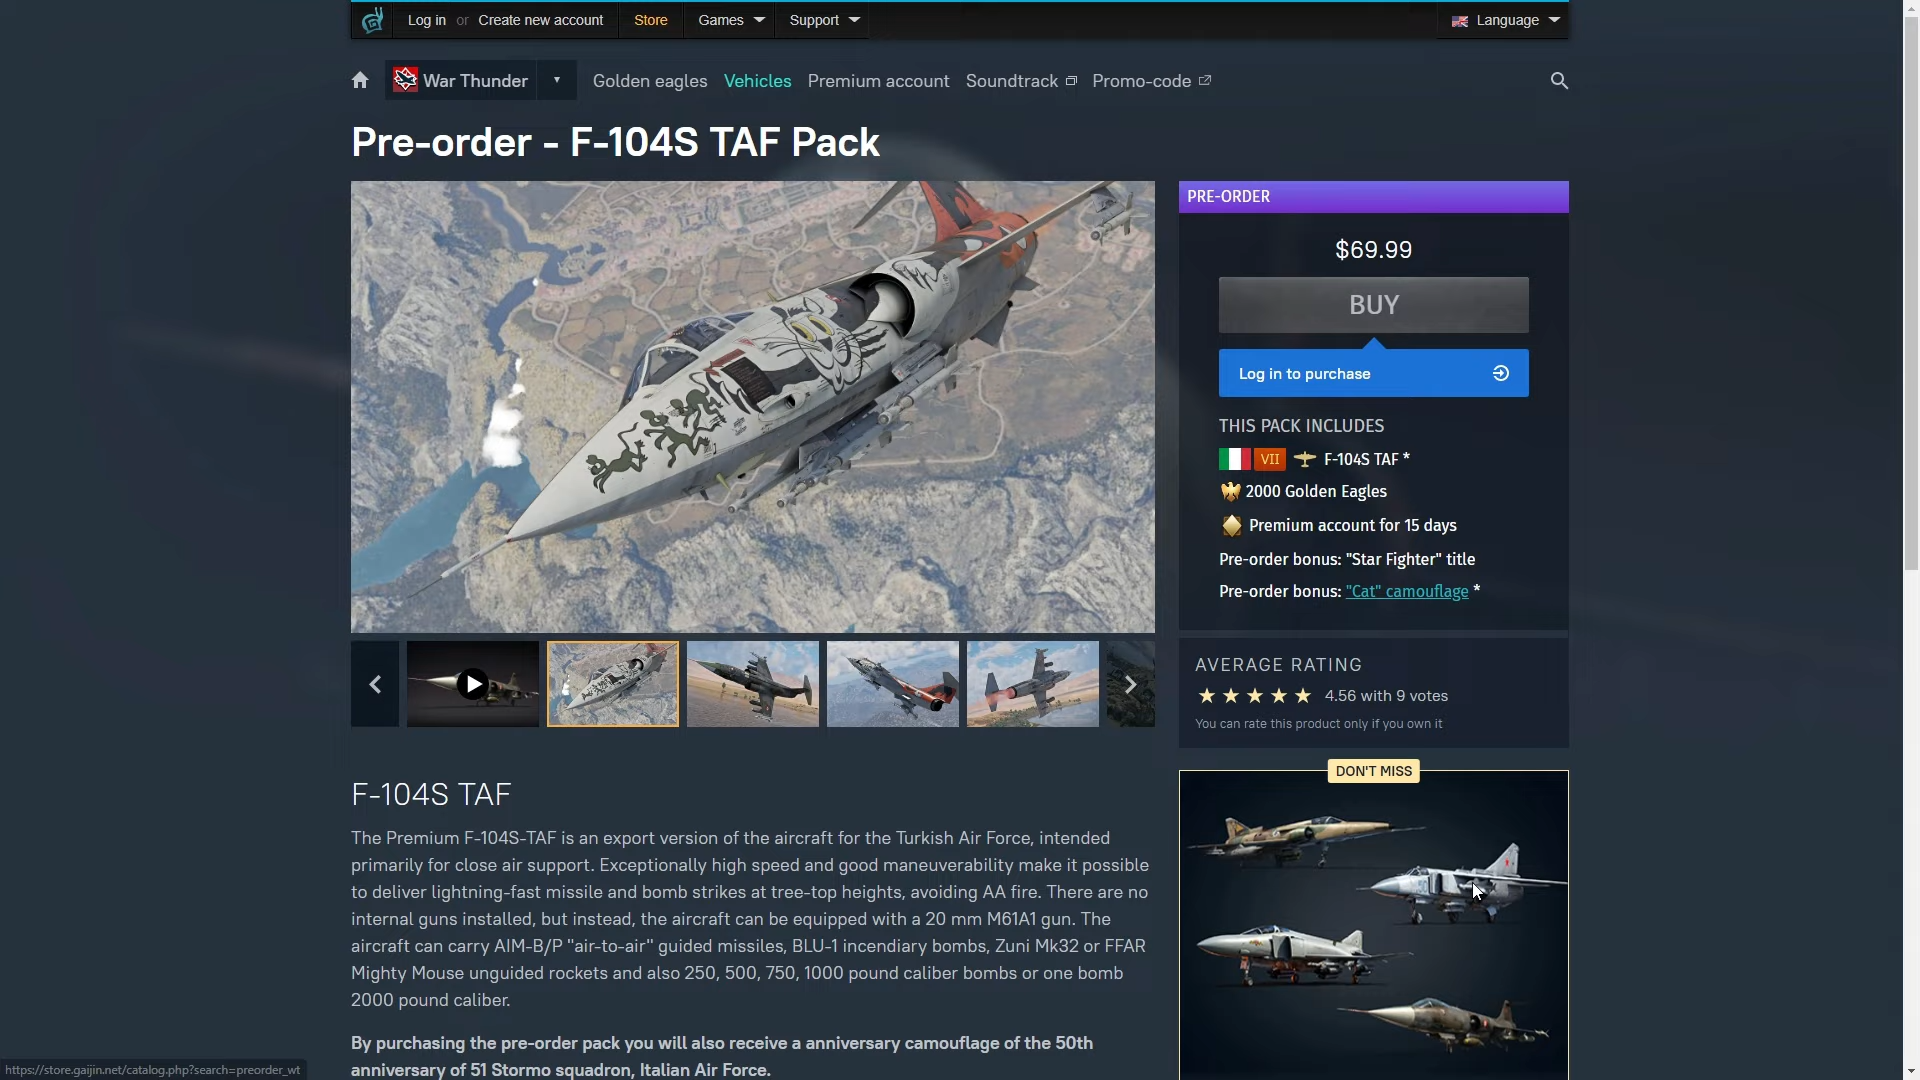 Log in or Create new account Store Games Support Language
War Thunder Golden eagles Vehicles Premium account Soundtrack Promo-code
Pre-order - F-104S TAF Pack
PRE-ORDER
$69.99
BUY
Log in to purchase
THIS PACK INCLUDES
VII F-104S TAF *
2000 Golden Eagles
Premium account for 15 days
Pre-order bonus: "Star Fighter" title
Pre-order bonus: "Cat" camouflage *
AVERAGE RATING
4.56 with 9 votes
You can rate this product only if you own it
DON'T MISS
F-104S TAF
The Premium F-104S-TAF is an export version of the aircraft for the Turkish Air Force, intended
primarily for close air support. Exceptionally high speed and good maneuverability make it possible
to deliver lightning-fast missile and bomb strikes at tree-top heights, avoiding AA fire. There are no
internal guns installed, but instead, the aircraft can be equipped with a 20 mm M61A1 gun. The
aircraft can carry AIM-B/P "air-to-air" guided missiles, BLU-1 incendiary bombs, Zuni Mk32 or FFAR
Mighty Mouse unguided rockets and also 250, 500, 750, 1000 pound caliber bombs or one bomb
2000 pound caliber.
By purchasing the pre-order pack you will also receive a anniversary camouflage of the 50th
anniversary of 51 Stormo squadron, Italian Air Force.
https://store.gaijin.net/catalog.php?search=preorder_wt